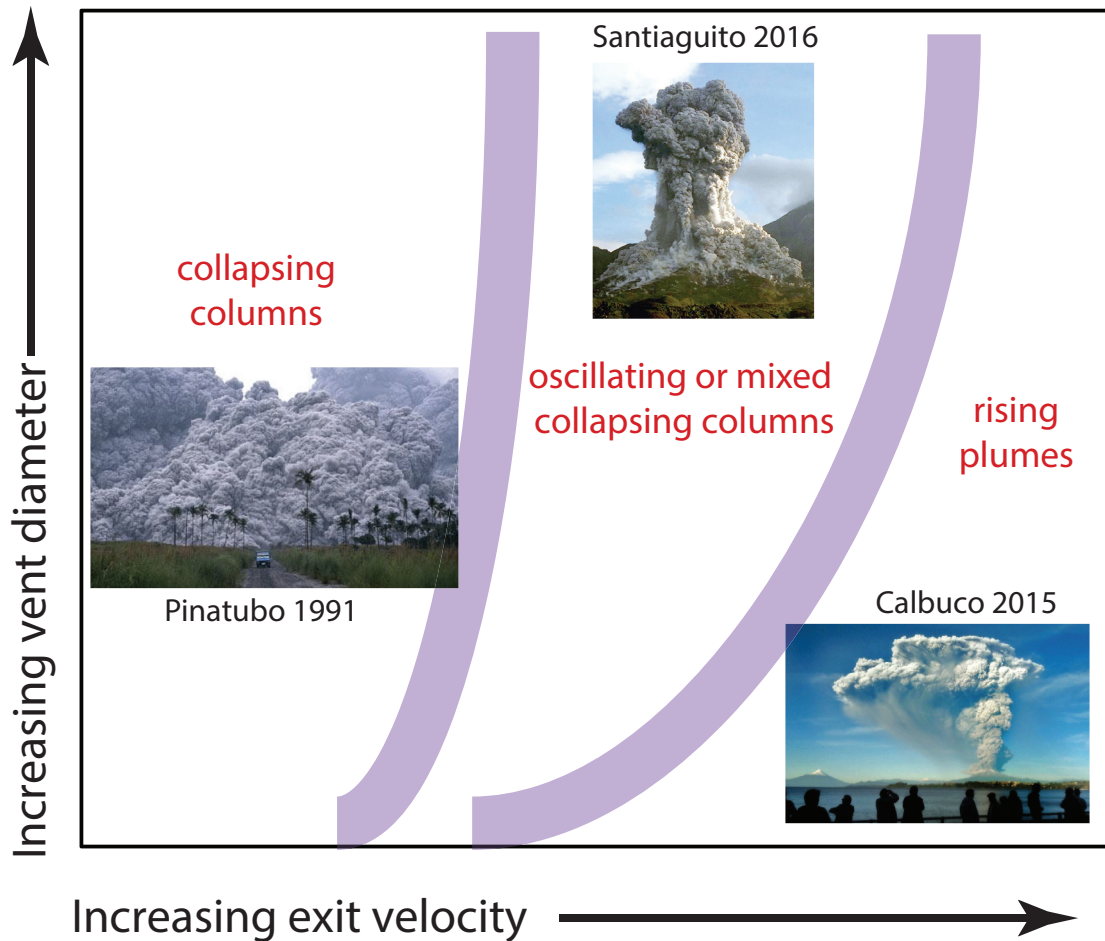 Santiaguito 2016
collapsing
columns
oscillating or mixed
collapsing columns
rising
plumes
Pinatubo 1991
Calbuco 2015
Increasing vent diameter
Increasing exit velocity